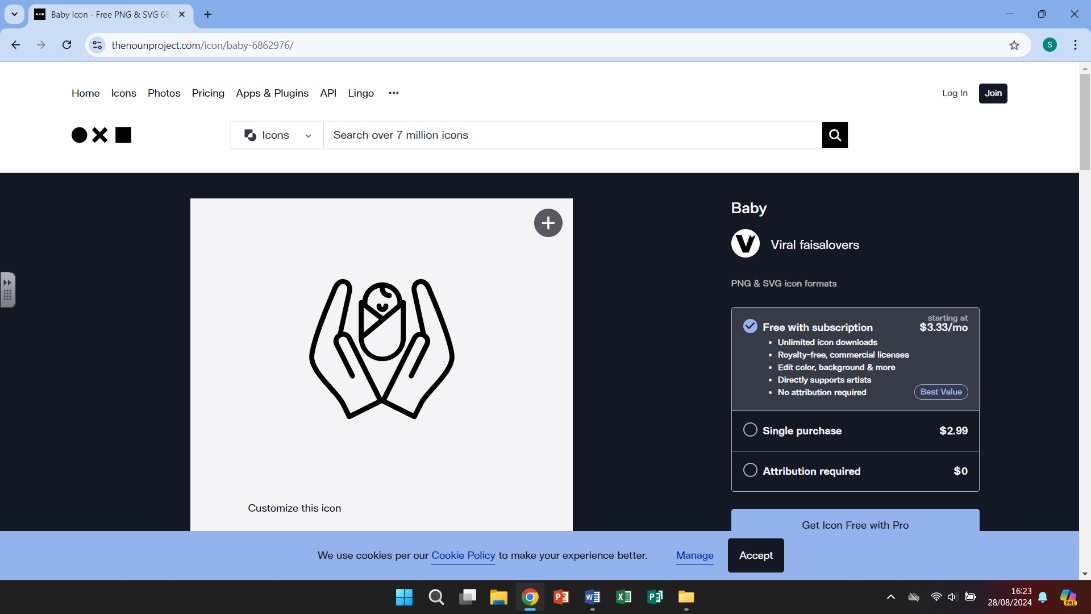 Baby Icon - Free PNG & SVG 68
thenounproject.com/icon/baby-6862976/
S
Home Icons Photos Pricing Apps & Plugins API Lingo •••
Log In Join
Icons Search over 7 million icons
Baby
Viral faisalovers
PNG & SVG icon formats
starting at
Free with subscription $3.33/mo
• Unlimited icon downloads
• Royalty-free, commercial licenses
• Edit color, background & more
• Directly supports artists
• No attribution required
Best Value
Single purchase $2.99
Attribution required $0
Get Icon Free with Pro
Customize this icon
We use cookies per our Cookie Policy to make your experience better. Manage Accept
16:23
28/08/2024